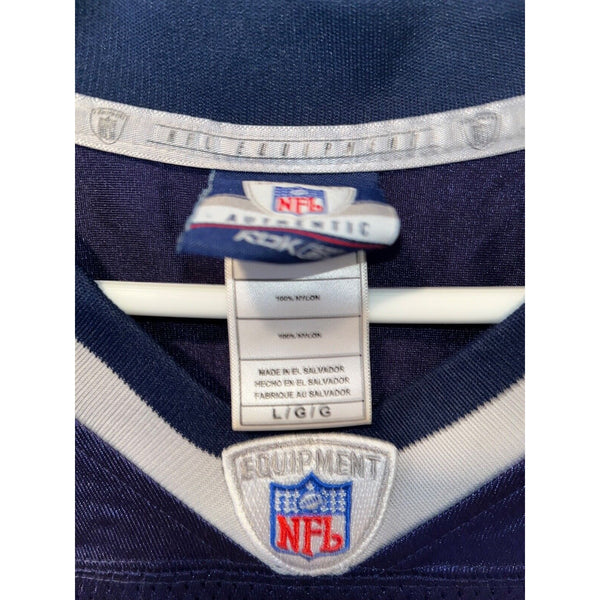 NFL EQUIPMENT
NFL
AUTHENTIC
RBK
100% NYLON
100% NYLON
MADE IN EL SALVADOR
HECHO EN EL SALVADOR
FABRIQUE AU SALVADOR
L/G/G
EQUIPMENT
NFL